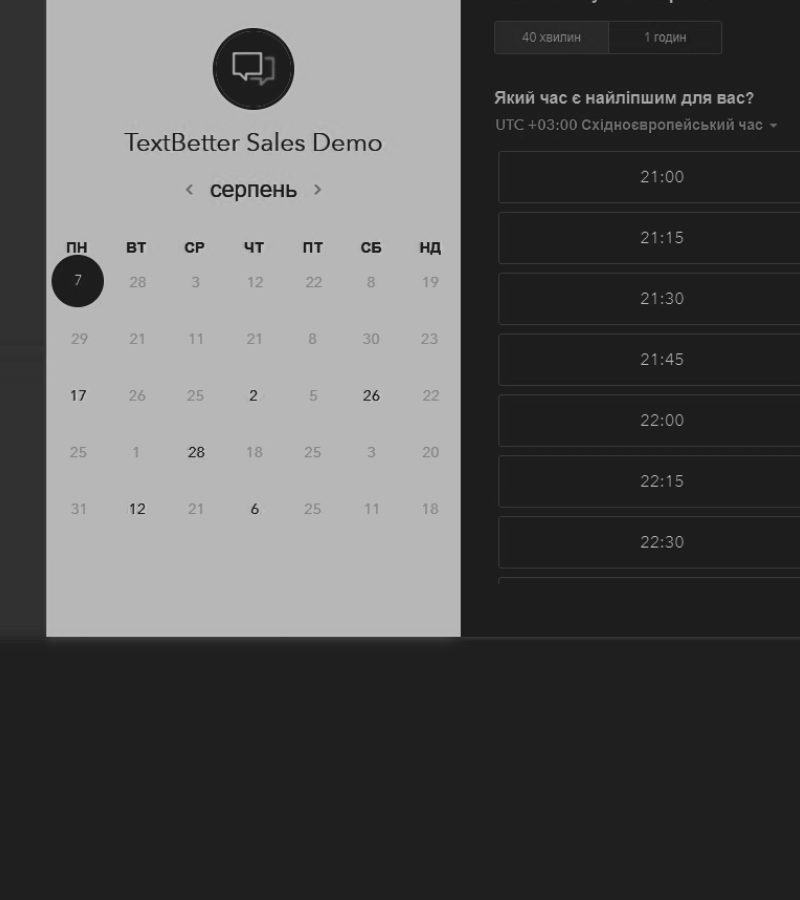 TextBetter Sales Demo
серпень
ПН ВТ СР ЧТ ПТ СБ НД
7 28 3 12 22 8 19
29 21 11 21 8 30 23
17 26 25 2 5 26 22
25 1 28 18 25 3 20
31 12 21 6 25 11 18
40 хвилин 1 годин
Який час є найліпшим для вас?
UTC +03:00 Східноєвропейський час
21:00
21:15
21:30
21:45
22:00
22:15
22:30